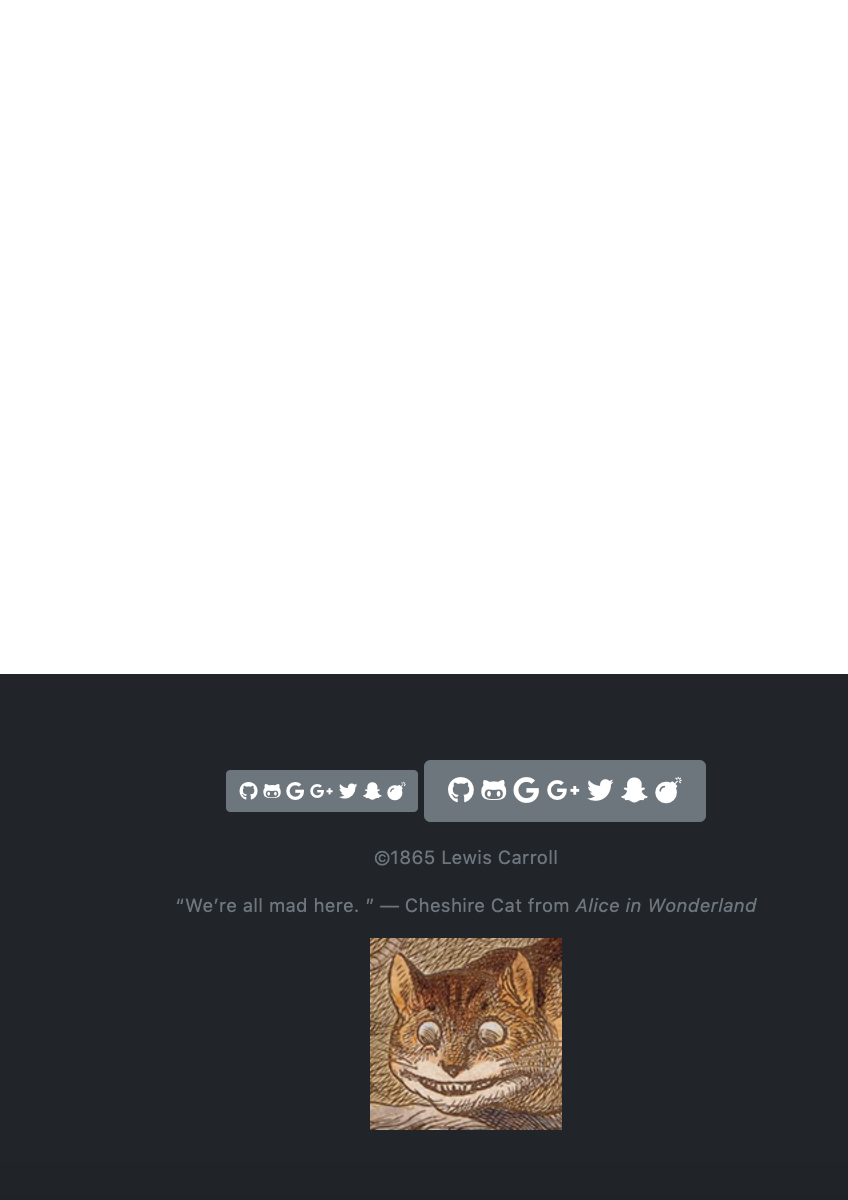 ©1865 Lewis Carroll
“We’re all mad here. ” — Cheshire Cat from Alice in Wonderland